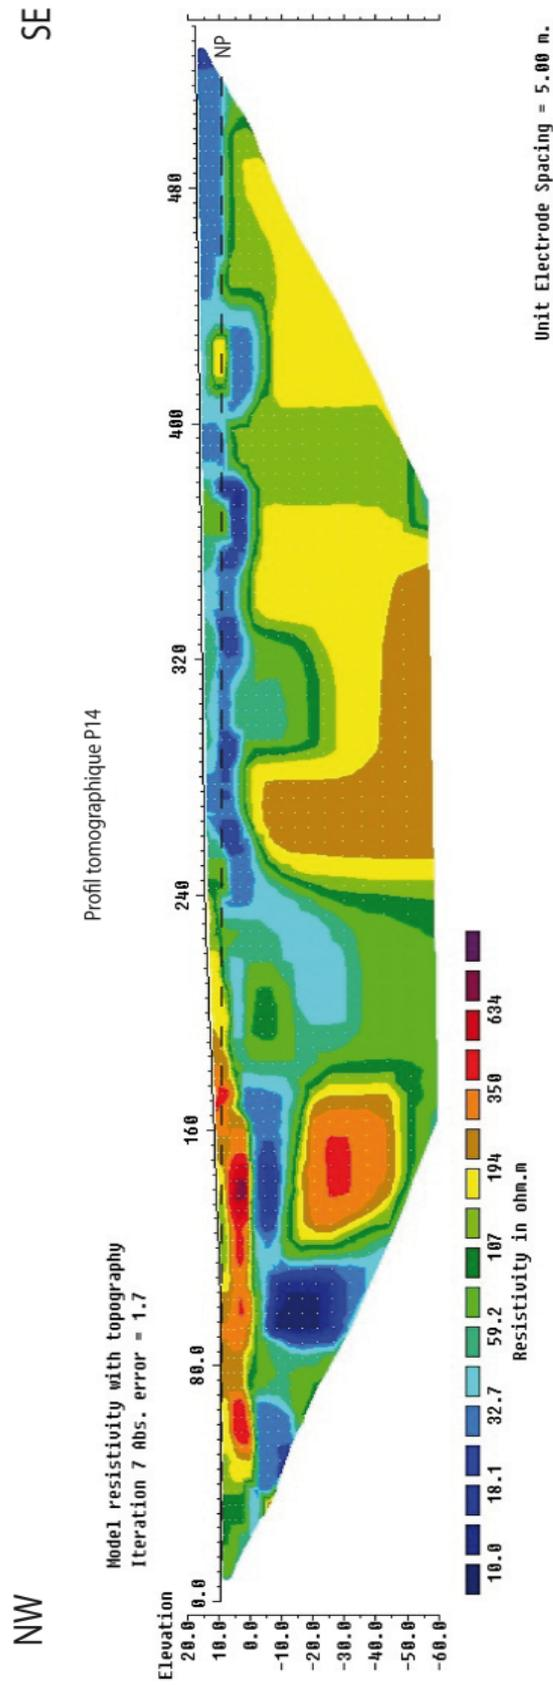 NW
SE
Profil tomographique P14
Model resistivity with topography
Iteration 7 Abs. error = 1.7
Elevation
0.0 80.0 160 240 320 400 480
20.0
10.0
0.0
-10.0
-20.0
-30.0
-40.0
-50.0
-60.0
NP
10.0 18.1 32.7 59.2 107 194 350 634
Resistivity in ohm.m
Unit Electrode Spacing = 5.00 m.